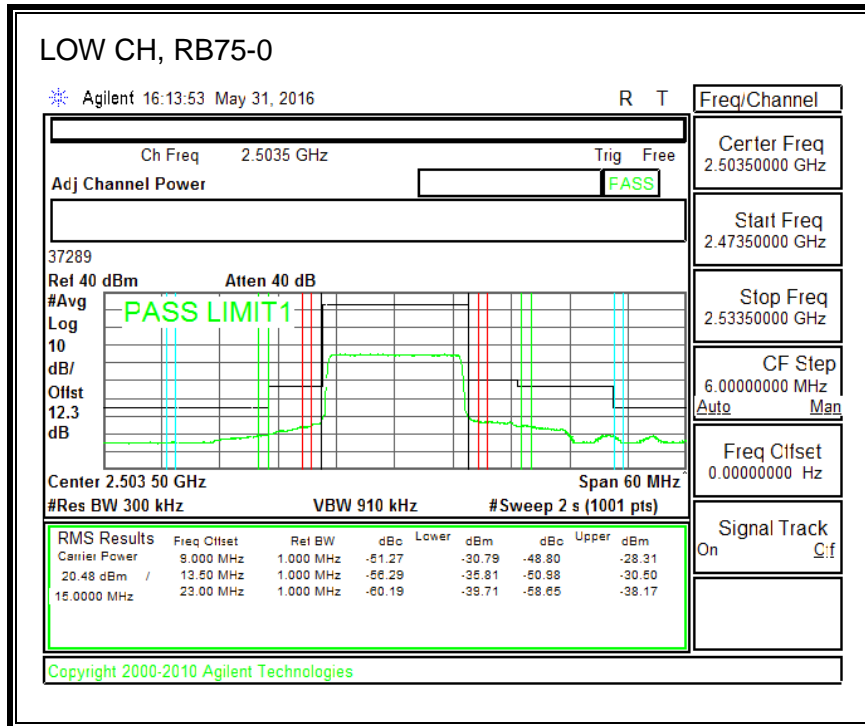 LOW CH, RB75-0
Agilent 16:13:53 May 31, 2016 R T
Freq/Channel
Ch Freq 2.5035 GHz Trig Free
Adj Channel Power PASS
Center Freq
2.50350000 GHz
Start Freq
2.47350000 GHz
Stop Freq
2.53350000 GHz
CF Step
6.00000000 MHz
Auto Man
Freq Offset
0.00000000 Hz
Signal Track
On Off
37289
Ref 40 dBm Atten 40 dB
#Avg
Log
10
dB/
Offst
12.3
dB
PASS LIMIT1
Center 2.503 50 GHz Span 60 MHz
#Res BW 300 kHz VBW 910 kHz #Sweep 2 s (1001 pts)
RMS Results Freq Offset Ref BW dBc Lower dBm dBc Upper dBm
Carrier Power 9.000 MHz 1.000 MHz -51.27 -30.79 -48.80 -28.31
20.48 dBm / 13.50 MHz 1.000 MHz -56.29 -35.81 -50.98 -30.50
15.0000 MHz 23.00 MHz 1.000 MHz -60.19 -39.71 -58.65 -38.17
Copyright 2000-2010 Agilent Technologies